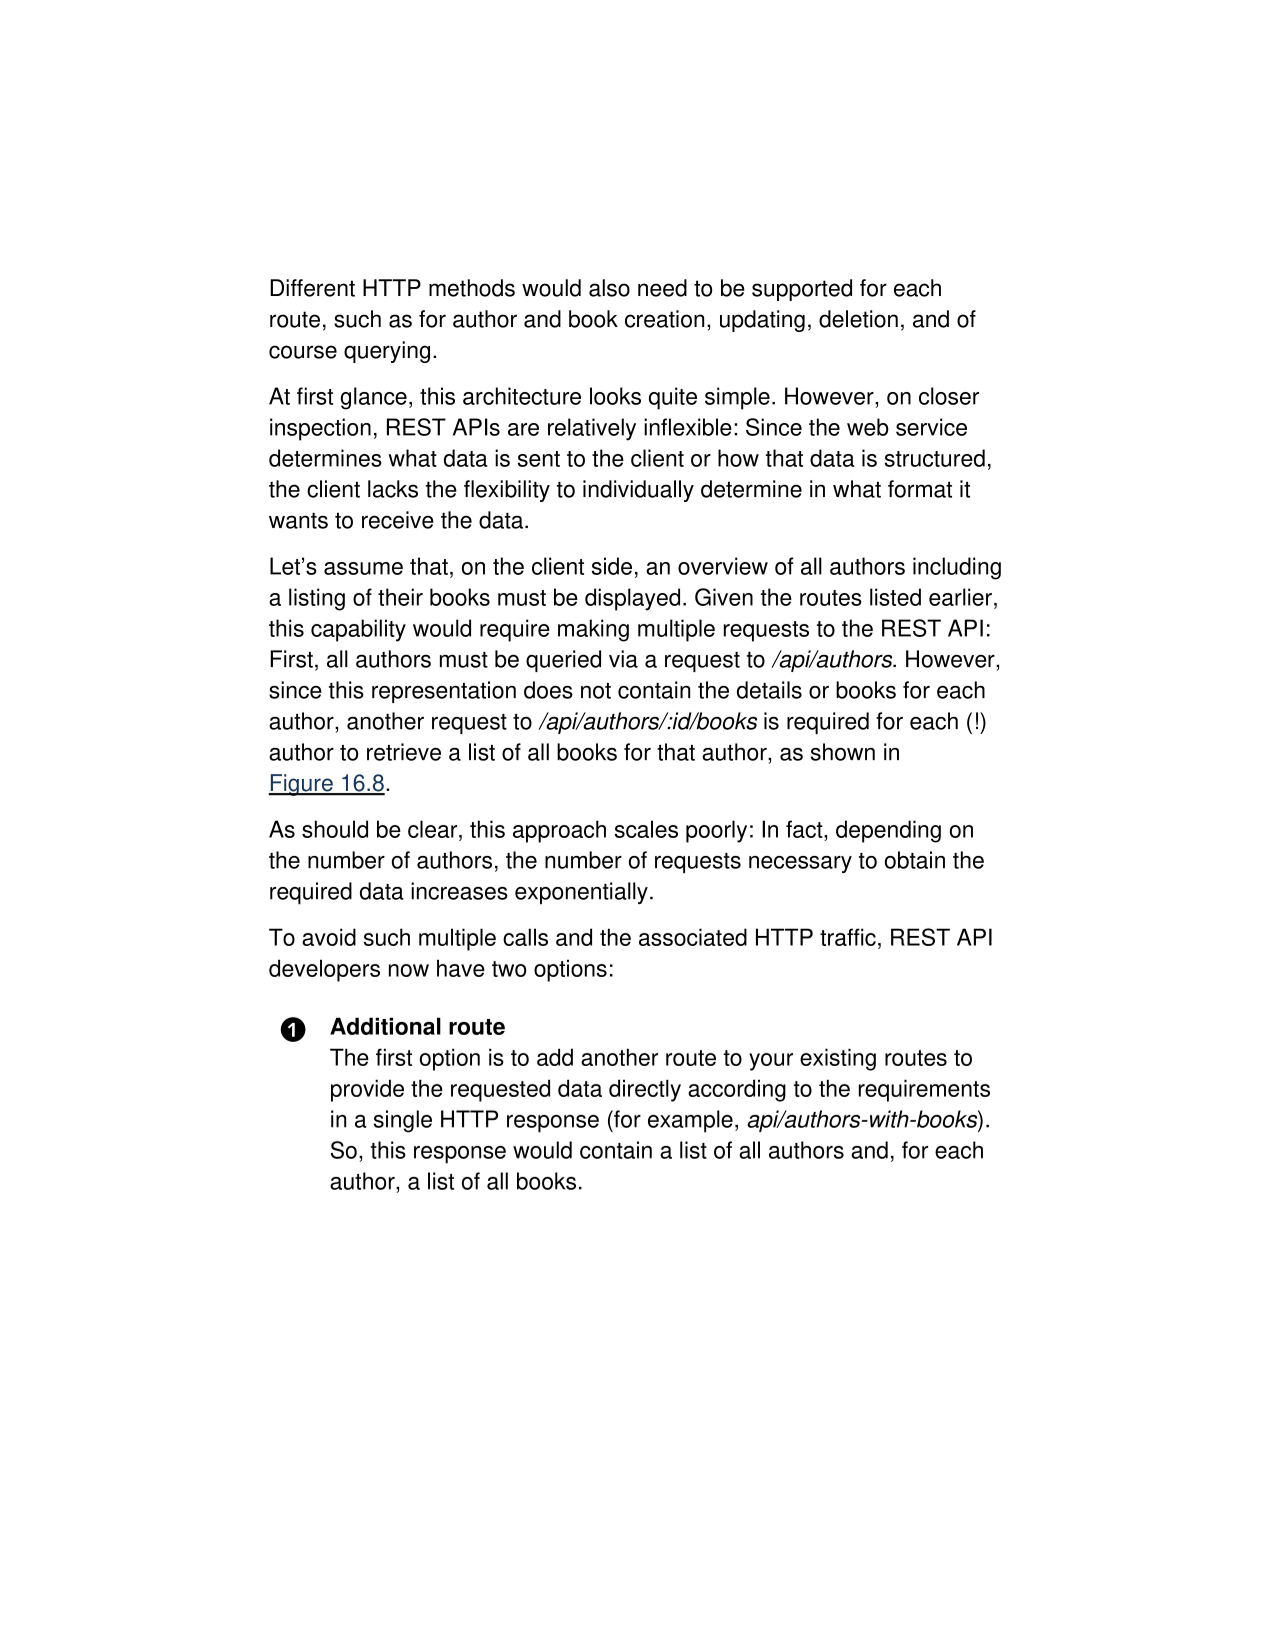 Different HTTP methods would also need to be supported for each
route, such as for author and book creation, updating, deletion, and of
course querying.
At first glance, this architecture looks quite simple. However, on closer
inspection, REST APIs are relatively inflexible: Since the web service
determines what data is sent to the client or how that data is structured,
the client lacks the flexibility to individually determine in what format it
wants to receive the data.
Let’s assume that, on the client side, an overview of all authors including
a listing of their books must be displayed. Given the routes listed earlier,
this capability would require making multiple requests to the REST API:
First, all authors must be queried via a request to /api/authors. However,
since this representation does not contain the details or books for each
author, another request to /api/authors/:id/books is required for each (!)
author to retrieve a list of all books for that author, as shown in
Figure 16.8.
As should be clear, this approach scales poorly: In fact, depending on
the number of authors, the number of requests necessary to obtain the
required data increases exponentially.
To avoid such multiple calls and the associated HTTP traffic, REST API
developers now have two options:
❶ Additional route
The first option is to add another route to your existing routes to
provide the requested data directly according to the requirements
in a single HTTP response (for example, api/authors-with-books).
So, this response would contain a list of all authors and, for each
author, a list of all books.